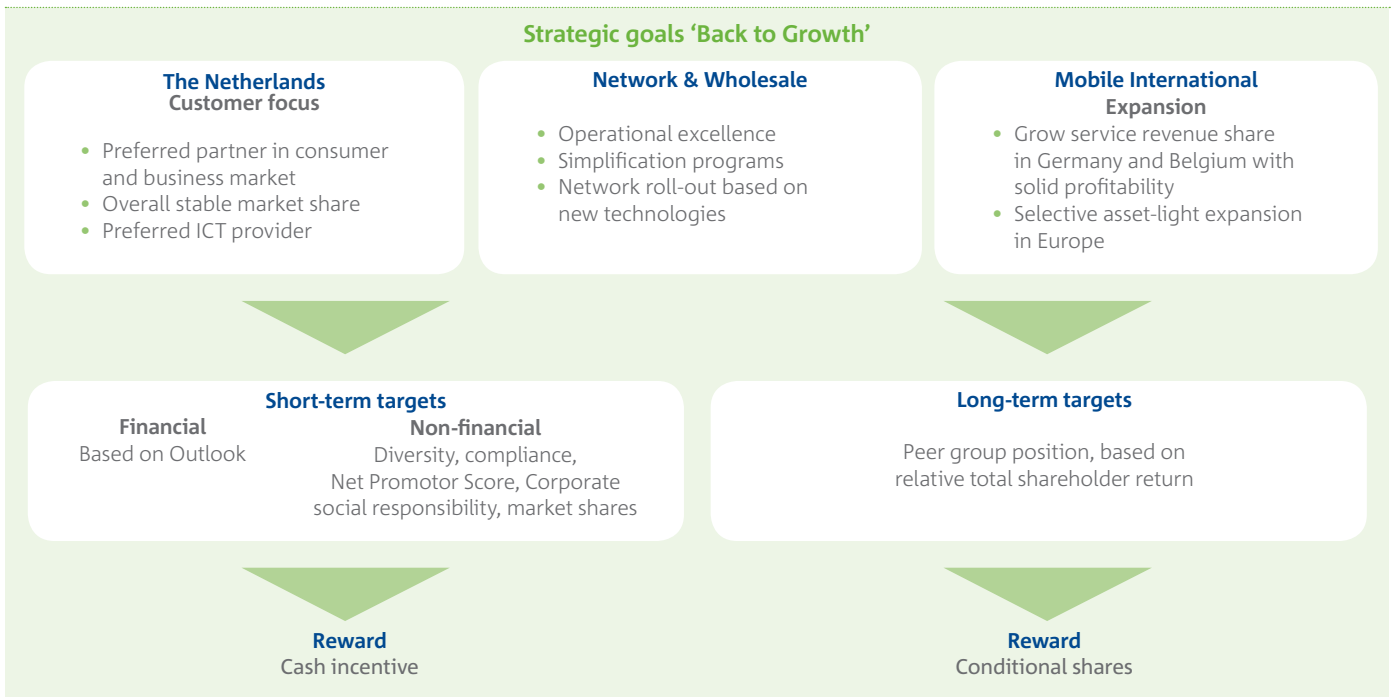 Strategic goals ‘Back to Growth’
The Netherlands
Customer focus
• Preferred partner in consumer
and business market
• Overall stable market share
• Preferred ICT provider
Network & Wholesale
• Operational excellence
• Simplification programs
• Network roll-out based on
new technologies
Mobile International
Expansion
• Grow service revenue share
in Germany and Belgium with
solid profitability
• Selective asset-light expansion
in Europe
Short-term targets
Financial
Based on Outlook
Non-financial
Diversity, compliance,
Net Promotor Score, Corporate
social responsibility, market shares
Long-term targets
Peer group position, based on
relative total shareholder return
Reward
Cash incentive
Reward
Conditional shares